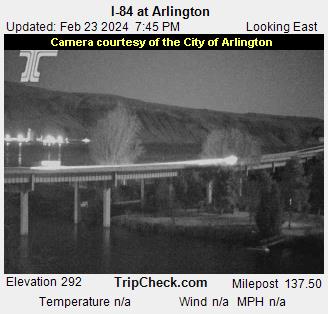 I-84 at Arlington
Updated: Feb 23 2024 7:45 PM Looking East
Camera courtesy of the City of Arlington
Elevation 292 TripCheck.com Milepost 137.50
Temperature n/a Wind n/a MPH n/a